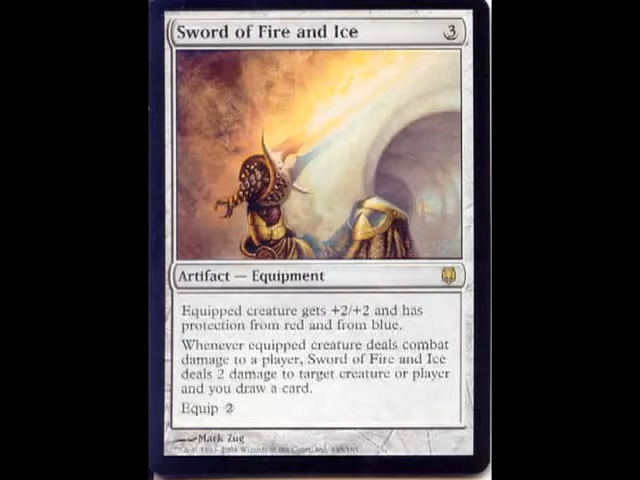 Sword of Fire and Ice 3
Artifact — Equipment
Equipped creature gets +2/+2 and has
protection from red and from blue.
Whenever equipped creature deals combat
damage to a player, Sword of Fire and Ice
deals 2 damage to target creature or player
and you draw a card.
Equip 2
Mark Zug